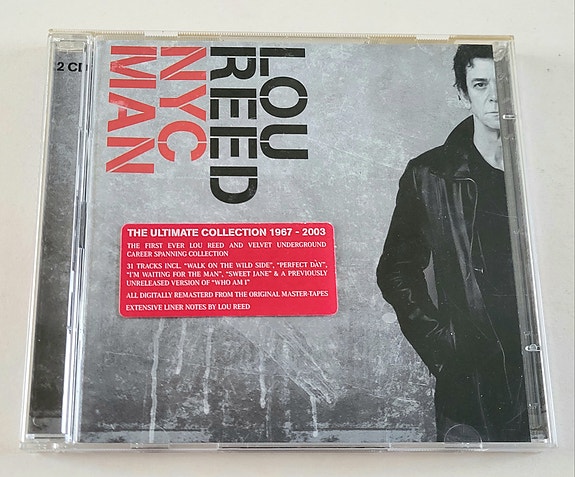 2 CD
LOU
REED
NYC
MAN
THE ULTIMATE COLLECTION 1967 - 2003
THE FIRST EVER LOU REED AND VELVET UNDERGROUND
CAREER SPANNING COLLECTION
31 TRACKS INCL. "WALK ON THE WILD SIDE", "PERFECT DAY",
"I'M WAITING FOR THE MAN", "SWEET JANE" & A PREVIOUSLY
UNRELEASED VERSION OF "WHO AM I"
ALL DIGITALLY REMASTERD FROM THE ORIGINAL MASTER-TAPES
EXTENSIVE LINER NOTES BY LOU REED